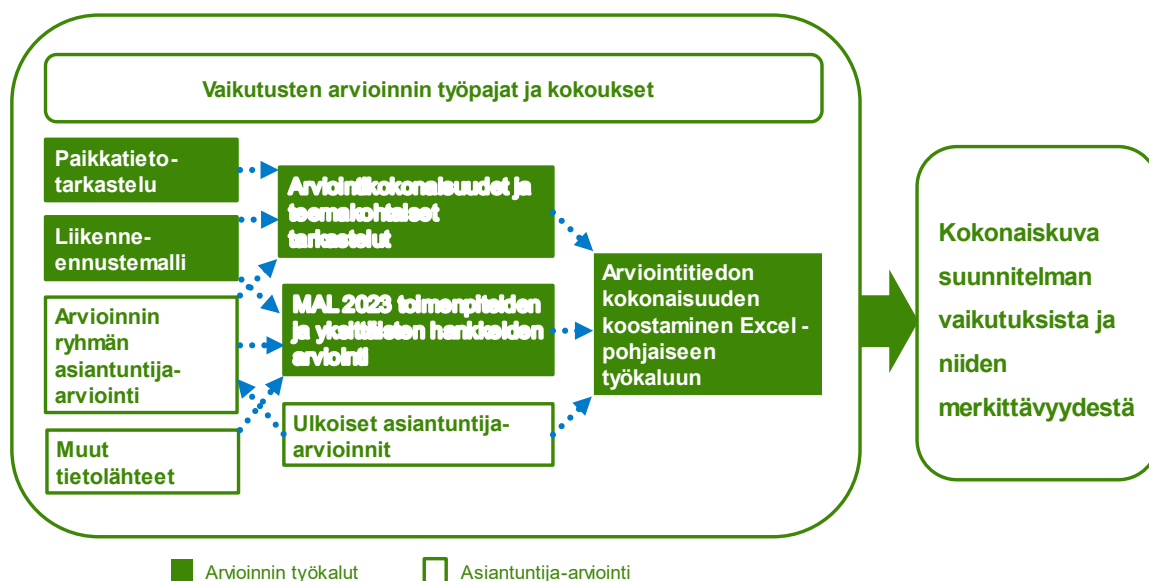 Vaikutusten arvioinnin työpajat ja kokoukset
Paikkatieto-
tarkastelu
Liikenne-
ennustemalli
Arvioinnin
ryhmän
asiantuntija-
arviointi
Muut
tietolähteet
Arviointikokonaisuudet ja
teemakohtaiset
tarkastelut
MAL 2023 toimenpiteiden
ja yksittäisten hankkeiden
arviointi
Ulkoiset asiantuntija-
arvioinnit
Arviointitiedon
kokonaisuuden
koostaminen Excel -
pohjaiseen
työkaluun
Kokonaiskuva
suunnitelman
vaikutuksista ja
niiden
merkittävyydestä
Arvioinnin työkalut
Asiantuntija-arviointi